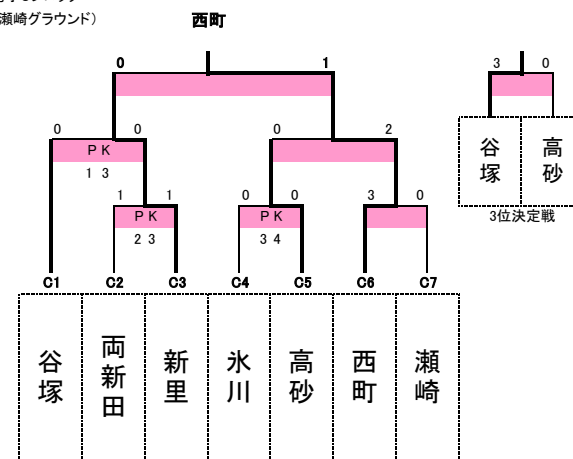 瀬崎グラウンド）
西町
0 1
3 0
0 0
0 2
PK
1 3
谷塚
高砂
1 1
0 0
3 0
PK
PK
2 3
3 4
3位決定戦
C1 C2 C3 C4 C5 C6 C7
谷塚
両新田
新里
氷川
高砂
西町
瀬崎